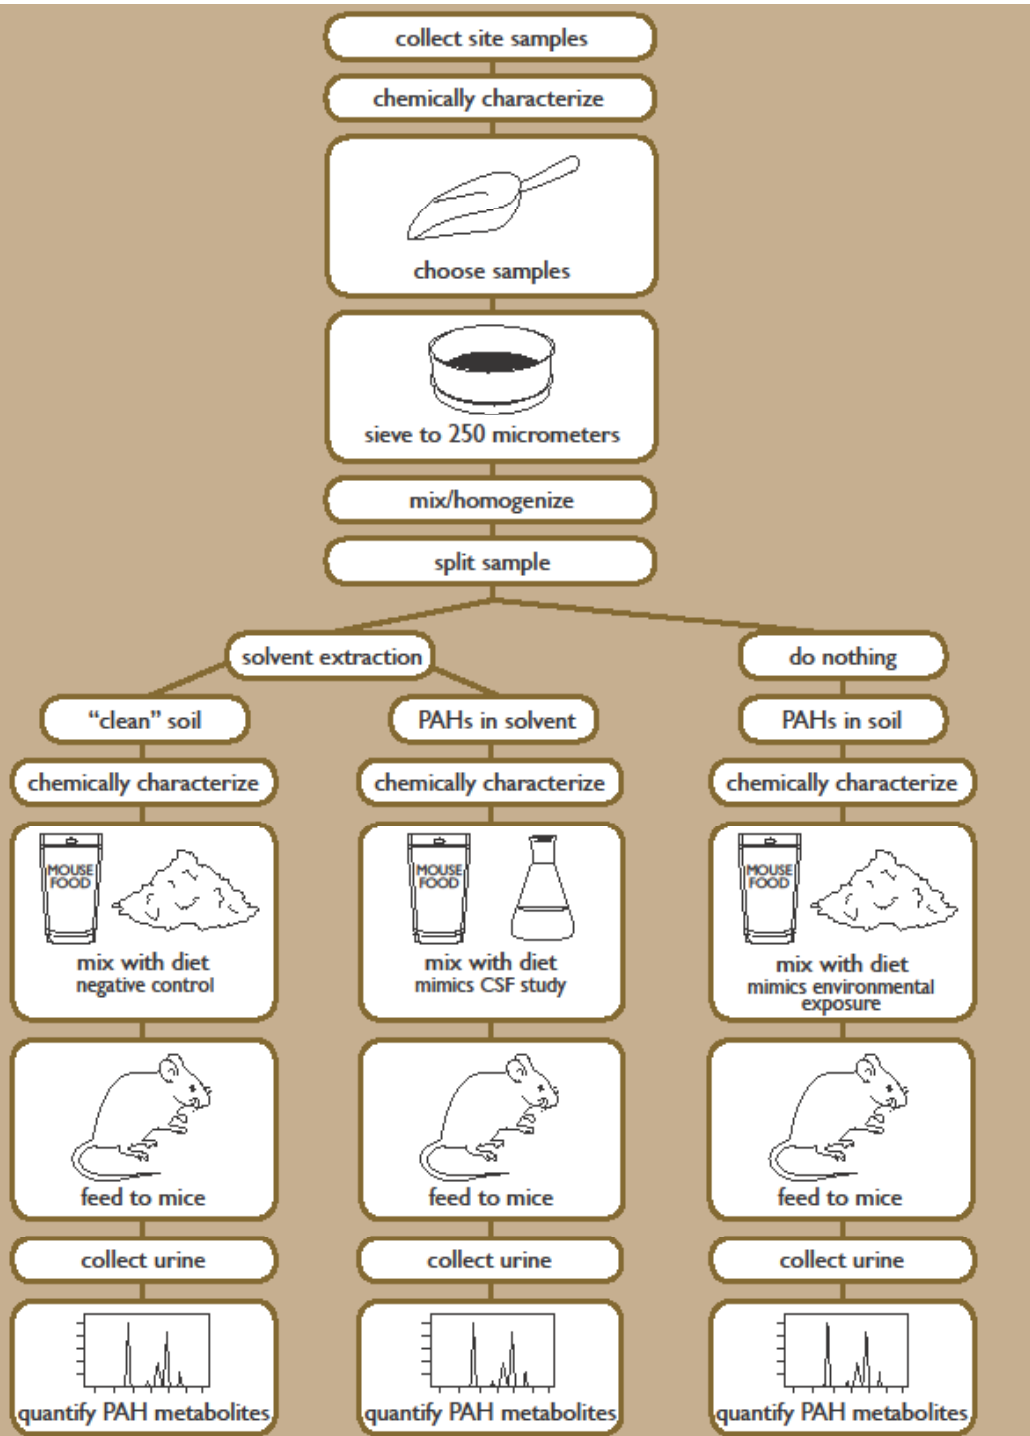 collect site samples
chemically characterize
choose samples
sieve to 250 micrometers
mix/homogenize
split sample
solvent extraction
do nothing
“clean” soil
PAHs in solvent
PAHs in soil
chemically characterize
chemically characterize
chemically characterize
MOUSE
FOOD
mix with diet
negative control
MOUSE
FOOD
mix with diet
mimics CSF study
MOUSE
FOOD
mix with diet
mimics environmental
exposure
feed to mice
feed to mice
feed to mice
collect urine
collect urine
collect urine
quantify PAH metabolites
quantify PAH metabolites
quantify PAH metabolites